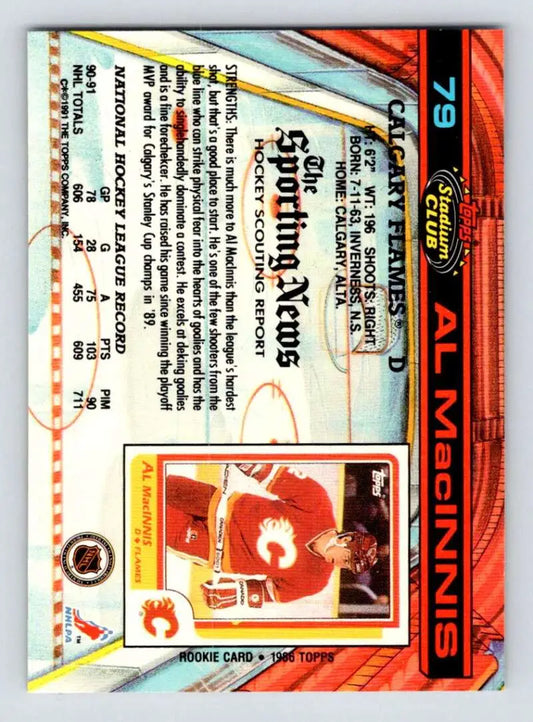 79
TOPPS
Stadium
CLUB
AL MacINNIS
CALGARY FLAMES® D
HT: 6'2" WT: 196 SHOOTS: RIGHT
BORN: 7-11-63, INVERNESS, N.S.
HOME: CALGARY, ALTA.
The
Sporting News
HOCKEY SCOUTING REPORT
STRENGTHS: There is much more to Al MacInnis than the league's hardest
shot, but that's a good place to start. He's one of the few shooters from the
blue line who can strike physical fear into the hearts of goalies and has the
ability to singlehandedly dominate a contest. He excels at deking goalies
and is a fine forechecker. He has raised his game since winning the playoff
MVP award for Calgary's Stanley Cup champs in '89.
NATIONAL HOCKEY LEAGUE RECORD
GP G A PTS PIM
90-91 78 28 75 103 90
NHL TOTALS 606 154 455 609 711
C#©1991 THE TOPPS COMPANY, INC.
TOPPS
C
AL MacINNIS
D FLAMES
C
ROOKIE CARD • 1986 TOPPS
NHL
NHLPA
TM